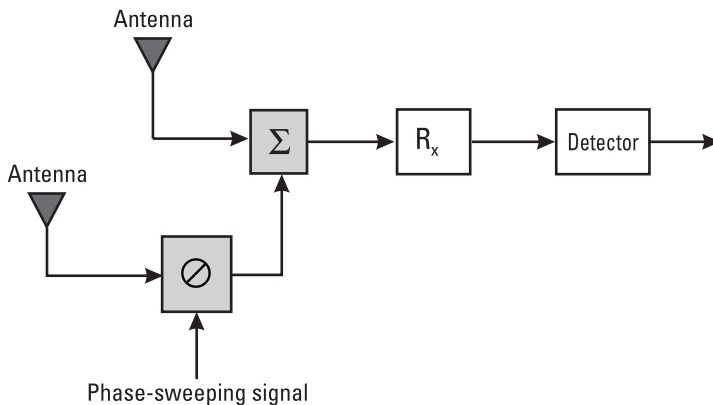 Antenna
Antenna
Σ
Rx
Detector
∅
Phase-sweeping signal